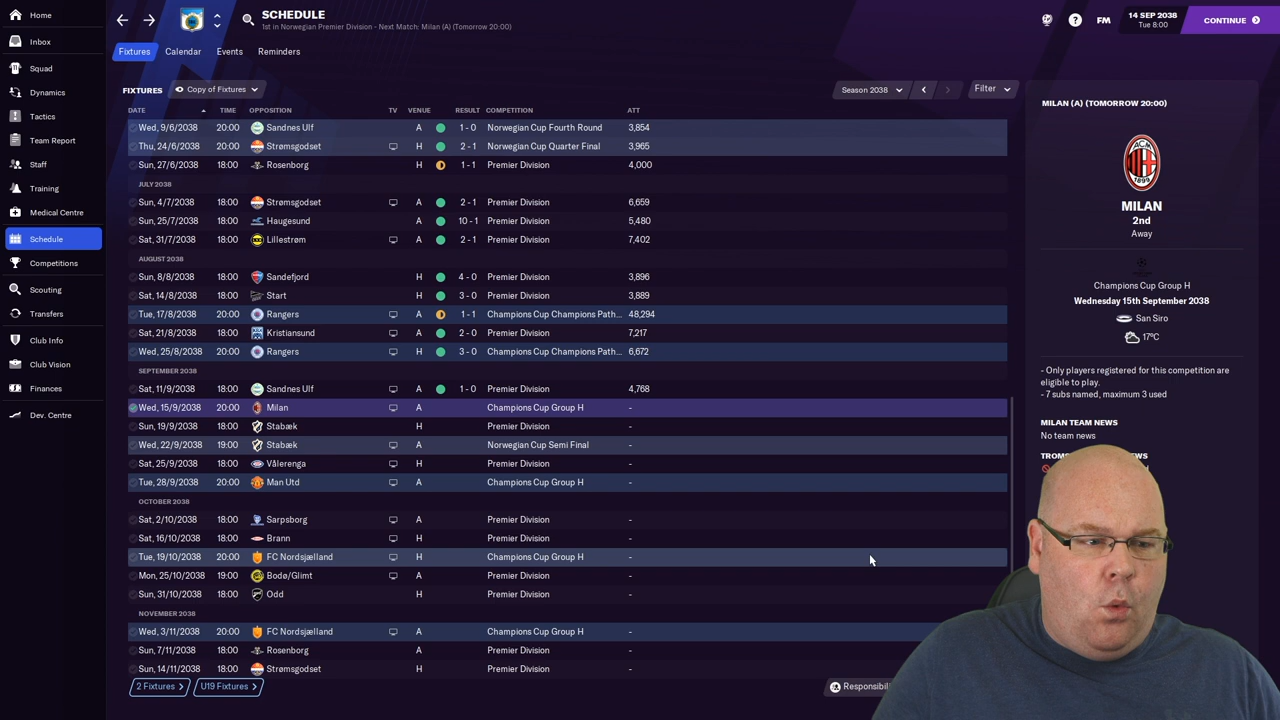 Home
SCHEDULE
1st in Norwegian Premier Division - Next Match: Milan (A) (Tomorrow 20:00)
FM
14 SEP 2038
Tue 8:00
CONTINUE
Inbox
Squad
Dynamics
Tactics
Team Report
Staff
Training
Medical Centre
Schedule
Competitions
Scouting
Transfers
Club Info
Club Vision
Finances
Dev. Centre
Fixtures Calendar Events Reminders
FIXTURES Copy of Fixtures Season 2038 Filter
DATE TIME OPPOSITION TV VENUE RESULT COMPETITION ATT
Wed, 9/6/2038 20:00 Sandnes Ulf A 1 - 0 Norwegian Cup Fourth Round 3,854
Thu, 24/6/2038 20:00 Strømsgodset H 2 - 1 Norwegian Cup Quarter Final 3,965
Sun, 27/6/2038 18:00 Rosenborg H 1 - 1 Premier Division 4,000
JULY 2038
Sun, 4/7/2038 18:00 Strømsgodset A 2 - 1 Premier Division 6,659
Sun, 25/7/2038 18:00 Haugesund A 10 - 1 Premier Division 5,480
Sat, 31/7/2038 18:00 Lillestrøm A 2 - 1 Premier Division 7,402
AUGUST 2038
Sun, 8/8/2038 18:00 Sandefjord H 4 - 0 Premier Division 3,896
Sat, 14/8/2038 18:00 Start H 3 - 0 Premier Division 3,889
Tue, 17/8/2038 20:00 Rangers A 1 - 1 Champions Cup Champions Path... 48,294
Sat, 21/8/2038 18:00 Kristiansund A 2 - 0 Premier Division 7,217
Wed, 25/8/2038 20:00 Rangers H 3 - 0 Champions Cup Champions Path... 6,672
SEPTEMBER 2038
Sat, 11/9/2038 18:00 Sandnes Ulf A 1 - 0 Premier Division 4,768
Wed, 15/9/2038 20:00 Milan A Champions Cup Group H -
Sun, 19/9/2038 18:00 Stabæk H Premier Division -
Wed, 22/9/2038 19:00 Stabæk A Norwegian Cup Semi Final -
Sat, 25/9/2038 18:00 Vålerenga H Premier Division -
Tue, 28/9/2038 20:00 Man Utd A Champions Cup Group H -
OCTOBER 2038
Sat, 2/10/2038 18:00 Sarpsborg A Premier Division -
Sat, 16/10/2038 18:00 Brann H Premier Division -
Tue, 19/10/2038 20:00 FC Nordsjælland H Champions Cup Group H -
Mon, 25/10/2038 19:00 Bodø/Glimt A Premier Division -
Sun, 31/10/2038 18:00 Odd H Premier Division -
NOVEMBER 2038
Wed, 3/11/2038 20:00 FC Nordsjælland A Champions Cup Group H -
Sun, 7/11/2038 18:00 Rosenborg A Premier Division -
Sun, 14/11/2038 18:00 Strømsgodset H Premier Division -
2 Fixtures U19 Fixtures
MILAN (A) (TOMORROW 20:00)
ACM
1899
MILAN
2nd
Away
Champions Cup Group H
Wednesday 15th September 2038
San Siro
17°C
- Only players registered for this competition are
eligible to play.
- 7 subs named, maximum 3 used
MILAN TEAM NEWS
No team news